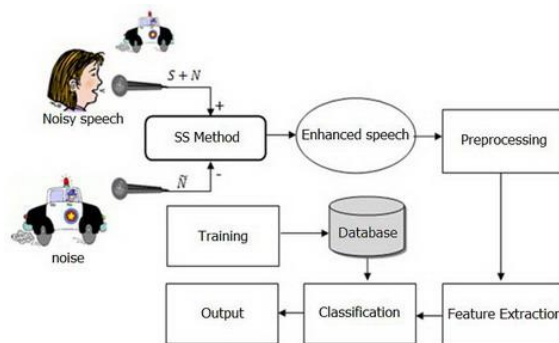 S + N
Noisy speech
+
SS Method
Enhanced speech
Preprocessing
Ñ
-
noise
Training
Database
Output
Classification
Feature Extraction